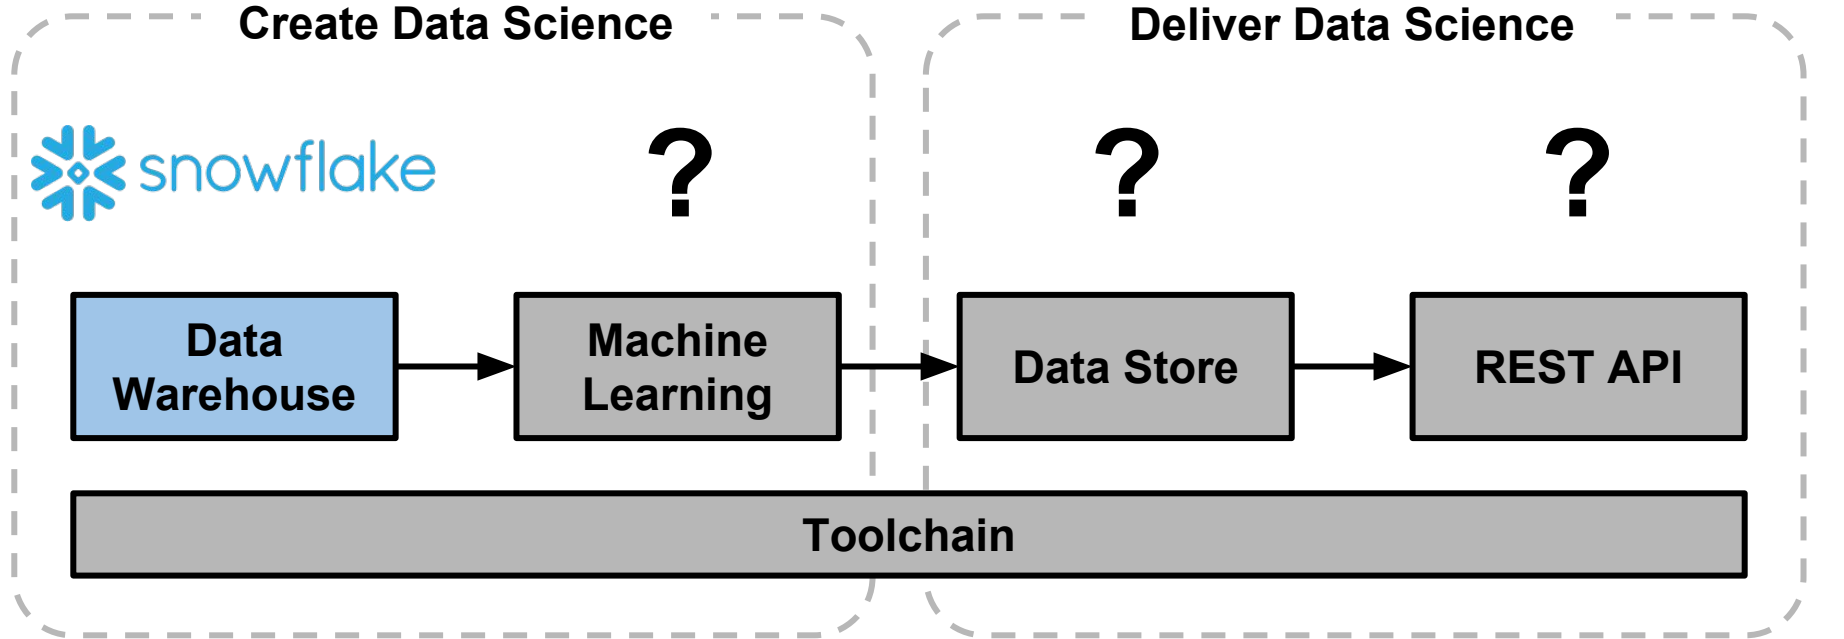 Create Data Science
Deliver Data Science
snowflake
?
?
?
Data
Warehouse
Machine
Learning
Data Store
REST API
Toolchain